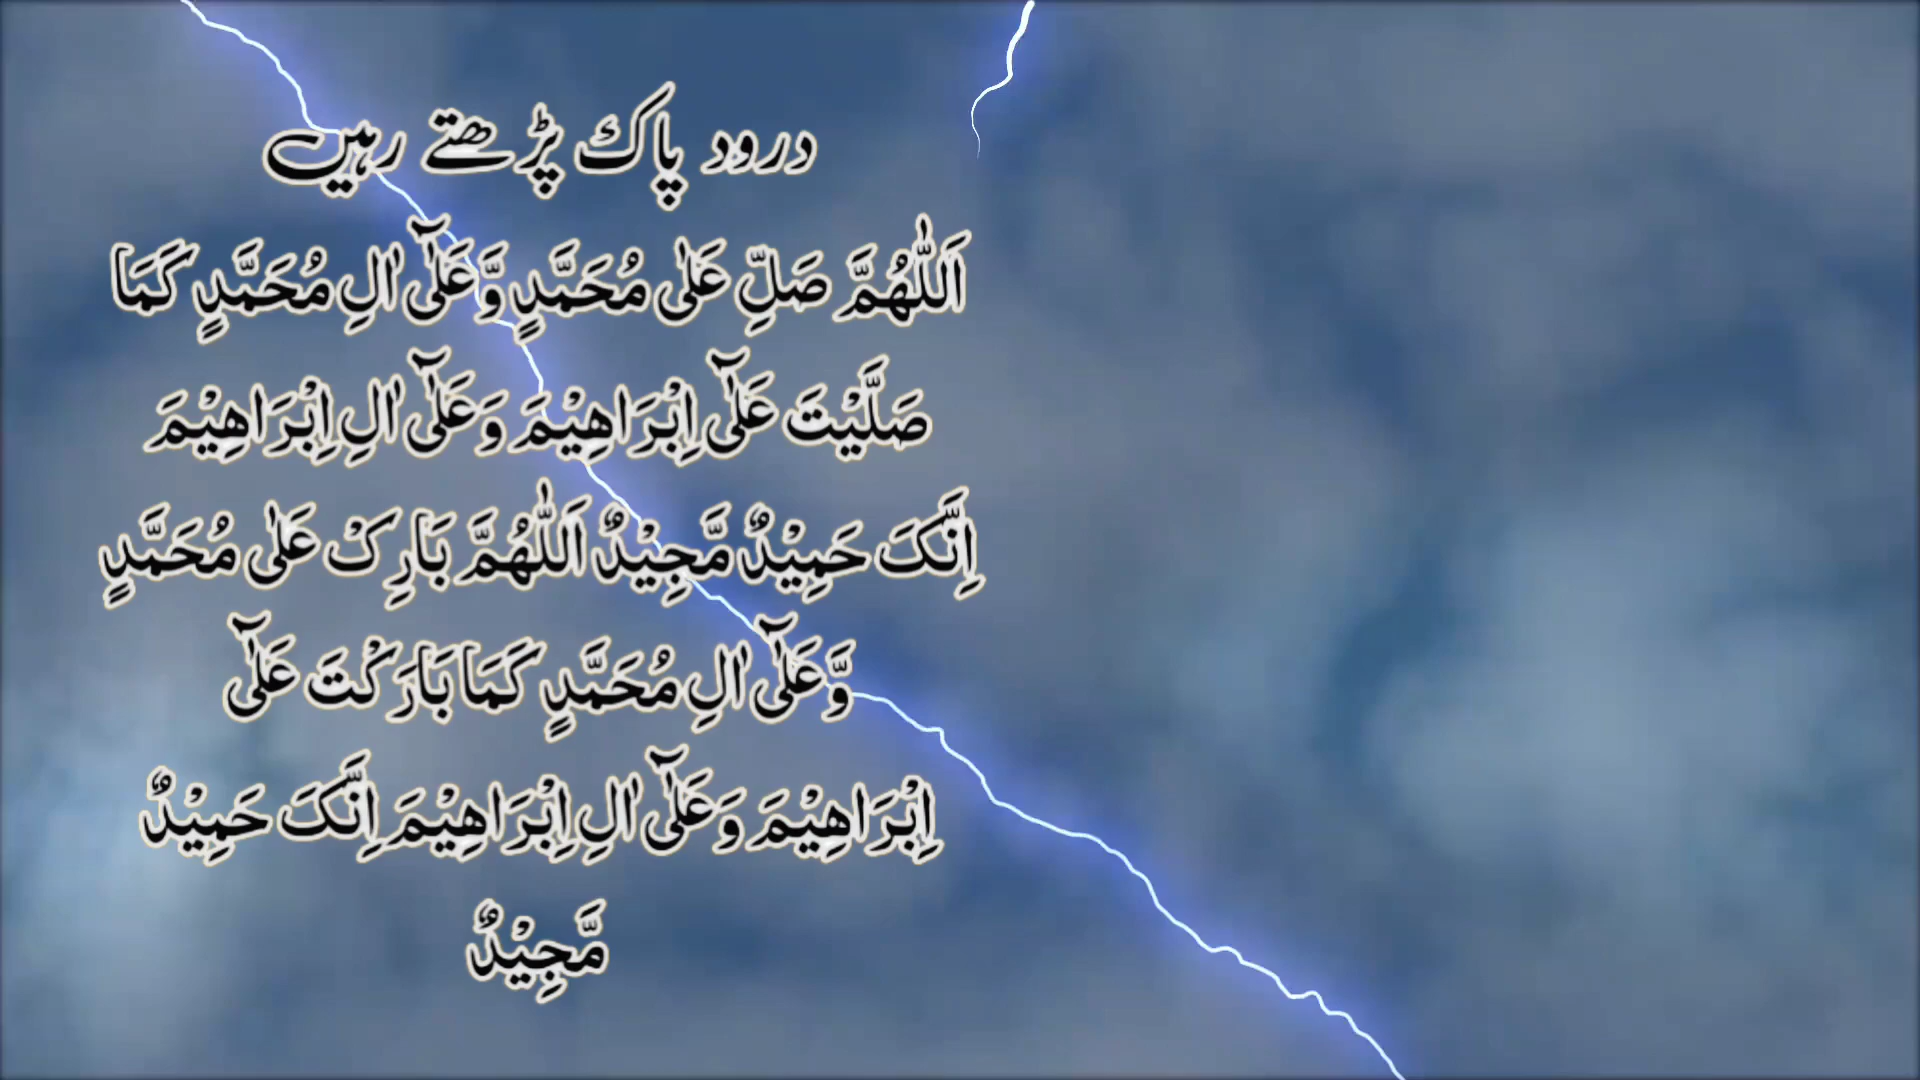 درود پاک پڑھتے رہیں
اَللّٰهُمَّ صَلِّ عَلٰی مُحَمَّدٍ وَّعَلٰٓی اٰلِ مُحَمَّدٍ کَمَا
صَلَّیْتَ عَلٰٓی اِبْرَاهِیْمَ وَعَلٰٓی اٰلِ اِبْرَاهِیْمَ
اِنَّکَ حَمِیْدٌ مَّجِیْدٌ اَللّٰهُمَّ بَارِکْ عَلٰی مُحَمَّدٍ
وَّعَلٰٓی اٰلِ مُحَمَّدٍ کَمَا بَارَکْتَ عَلٰٓی
اِبْرَاهِیْمَ وَعَلٰٓی اٰلِ اِبْرَاهِیْمَ اِنَّکَ حَمِیْدٌ
مَّجِیْدٌ